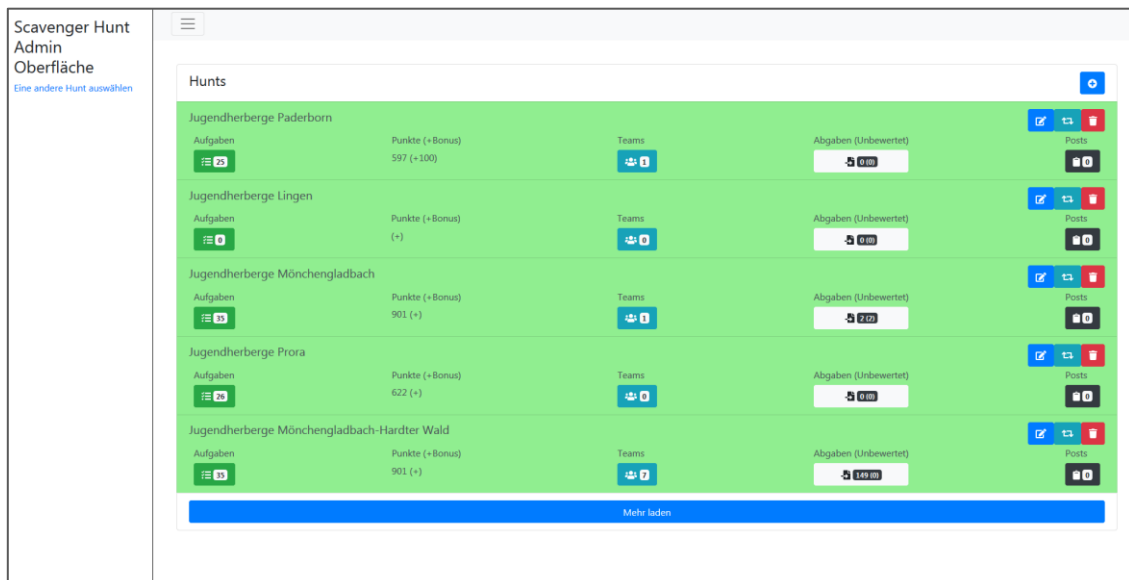 Scavenger Hunt
Admin
Oberfläche
Eine andere Hunt auswählen
Hunts
Jugendherberge Paderborn
Aufgaben Punkte (+Bonus) Teams Abgaben (Unbewertet) Posts
25 597 (+100) 1 0 (0) 0
Jugendherberge Lingen
Aufgaben Punkte (+Bonus) Teams Abgaben (Unbewertet) Posts
0 (+) 0 0 (0) 0
Jugendherberge Mönchengladbach
Aufgaben Punkte (+Bonus) Teams Abgaben (Unbewertet) Posts
35 901 (+) 1 2 (2) 0
Jugendherberge Prora
Aufgaben Punkte (+Bonus) Teams Abgaben (Unbewertet) Posts
26 622 (+) 0 0 (0) 0
Jugendherberge Mönchengladbach-Hardter Wald
Aufgaben Punkte (+Bonus) Teams Abgaben (Unbewertet) Posts
35 901 (+) 7 149 (0) 0
Mehr laden